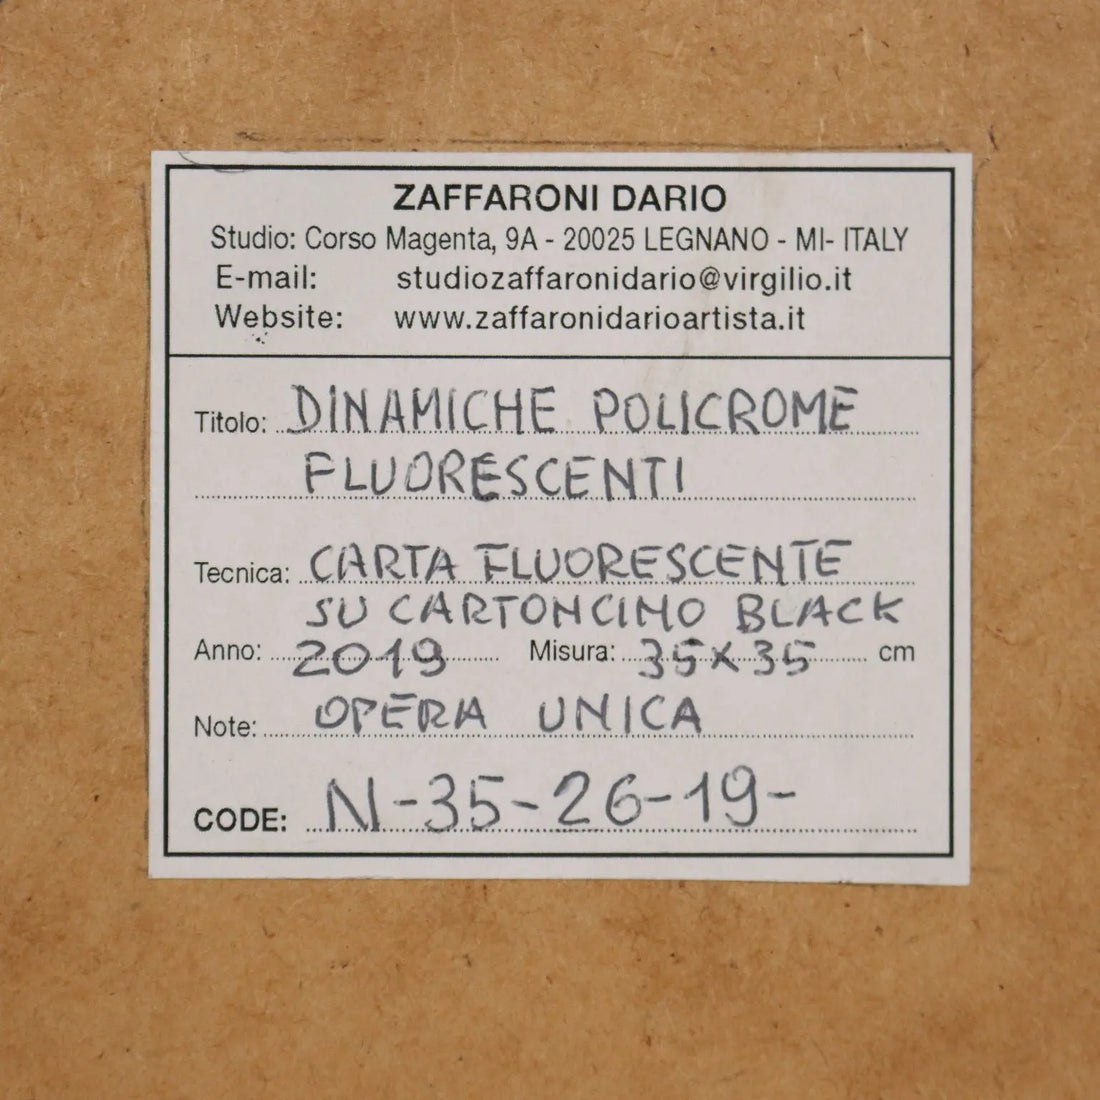 ZAFFARONI DARIO
Studio: Corso Magenta, 9A - 20025 LEGNANO - MI- ITALY
E-mail: studiozaffaronidario@virgilio.it
Website: www.zaffaronidarioartista.it
Titolo: DINAMICHE POLICROME
FLUORESCENTI
Tecnica: CARTA FLUORESCENTE
SU CARTONCINO BLACK
Anno: 2019 Misura: 35x35 cm
Note: OPERA UNICA
CODE: N-35-26-19-